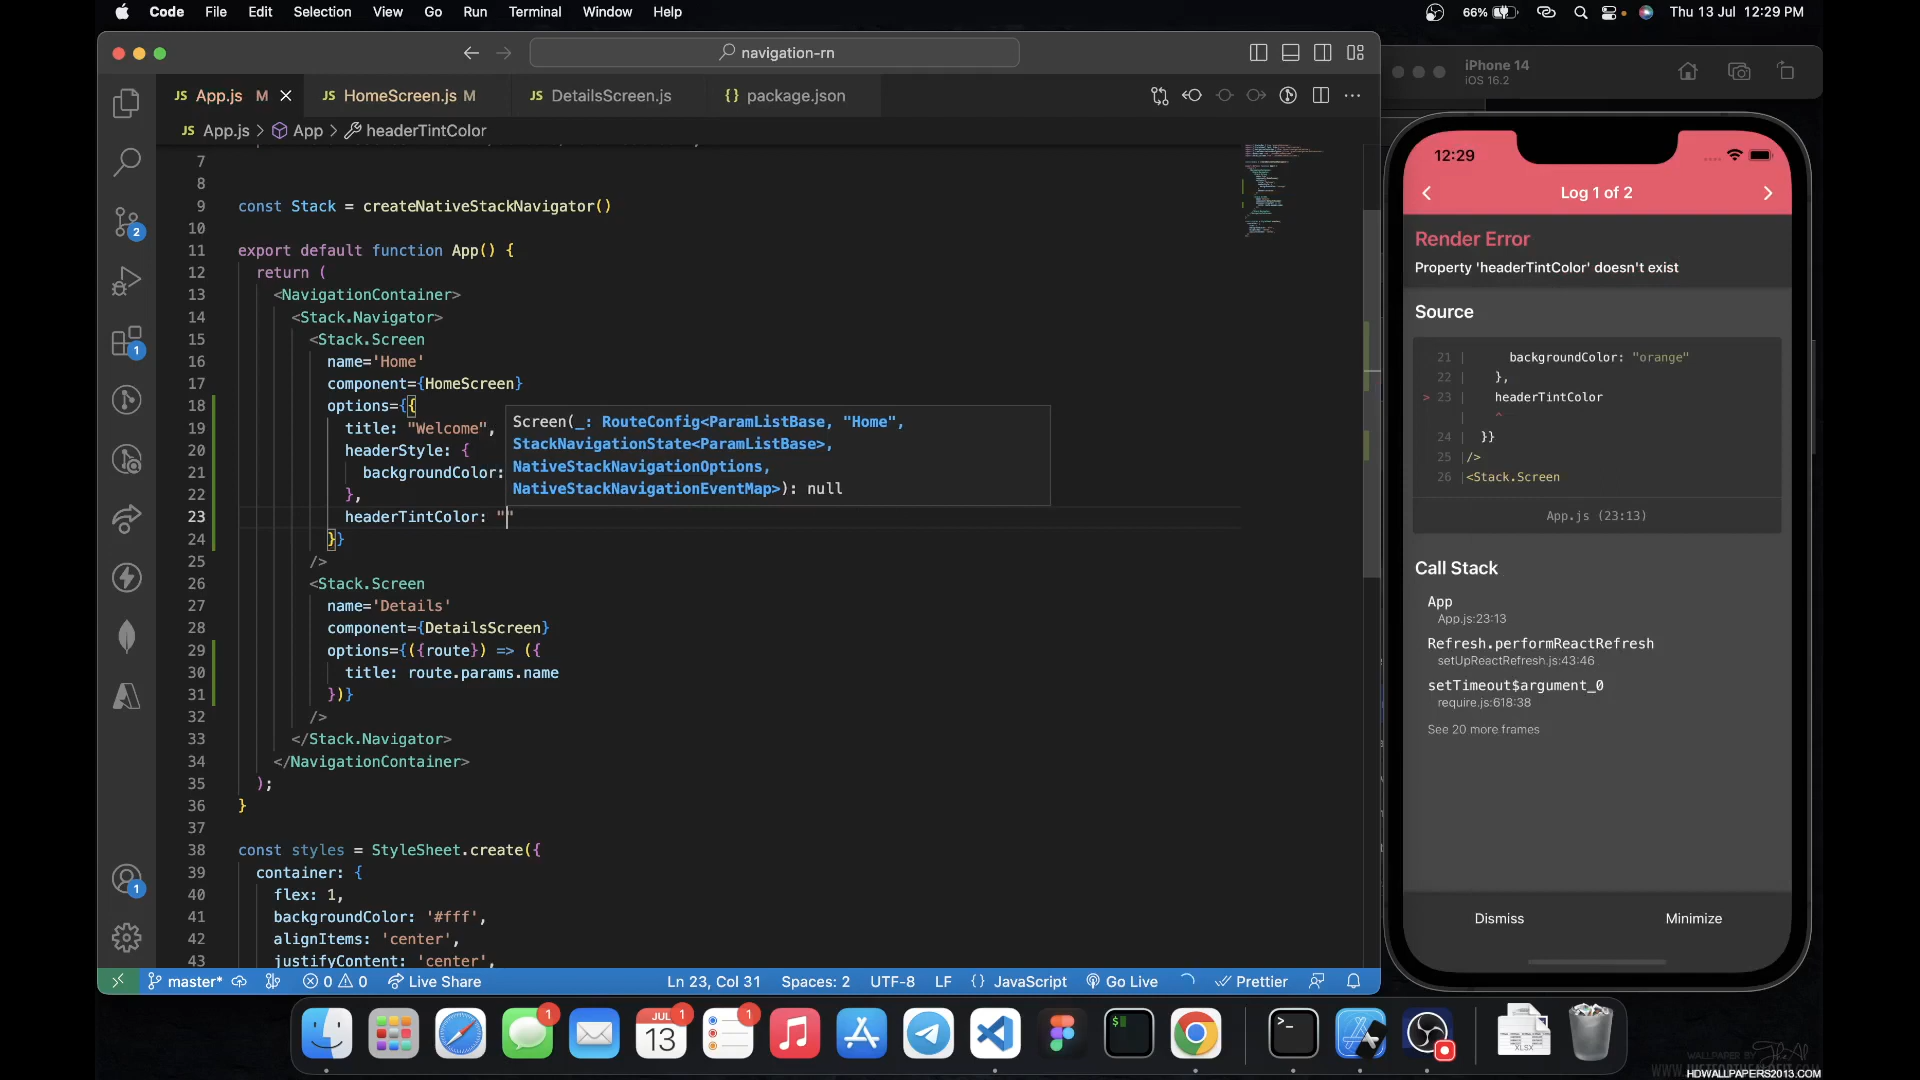 Code File Edit Selection View Go Run Terminal Window Help
66% Thu 13 Jul 12:29 PM
navigation-rn
JS App.js M JS HomeScreen.js M JS DetailsScreen.js {} package.json
JS App.js > App > headerTintColor
7
8
9 const Stack = createNativeStackNavigator()
10
11 export default function App() {
12 return (
13 <NavigationContainer>
14 <Stack.Navigator>
15 <Stack.Screen
16 name='Home'
17 component={HomeScreen}
18 options={{
19 title: "Welcome",
20 headerStyle: {
21 backgroundColor:
22 },
23 headerTintColor: ""
24 }}
25 />
26 <Stack.Screen
27 name='Details'
28 component={DetailsScreen}
29 options={({route}) => ({
30 title: route.params.name
31 })}
32 />
33 </Stack.Navigator>
34 </NavigationContainer>
35 );
36 }
37
38 const styles = StyleSheet.create({
39 container: {
40 flex: 1,
41 backgroundColor: '#fff',
42 alignItems: 'center',
43 justifyContent: 'center',
Screen(_: RouteConfig<ParamListBase, "Home",
StackNavigationState<ParamListBase>,
NativeStackNavigationOptions,
NativeStackNavigationEventMap>): null
2
1
1
master* 0 0 Live Share Ln 23, Col 31 Spaces: 2 UTF-8 LF {} JavaScript Go Live Prettier
iPhone 14
iOS 16.2
12:29
Log 1 of 2
Render Error
Property 'headerTintColor' doesn't exist
Source
21 | backgroundColor: "orange"
22 | },
> 23 | headerTintColor
| ^
24 | }}
25 |/>
26 |<Stack.Screen
App.js (23:13)
Call Stack
App
App.js:23:13
Refresh.performReactRefresh
setUpReactRefresh.js:43:46
setTimeout$argument_0
require.js:618:38
See 20 more frames
Dismiss Minimize
1
JUL 1
13
1
$
>_
XLSX
WALLPAPER BY
HDWALLPAPERS2013.COM